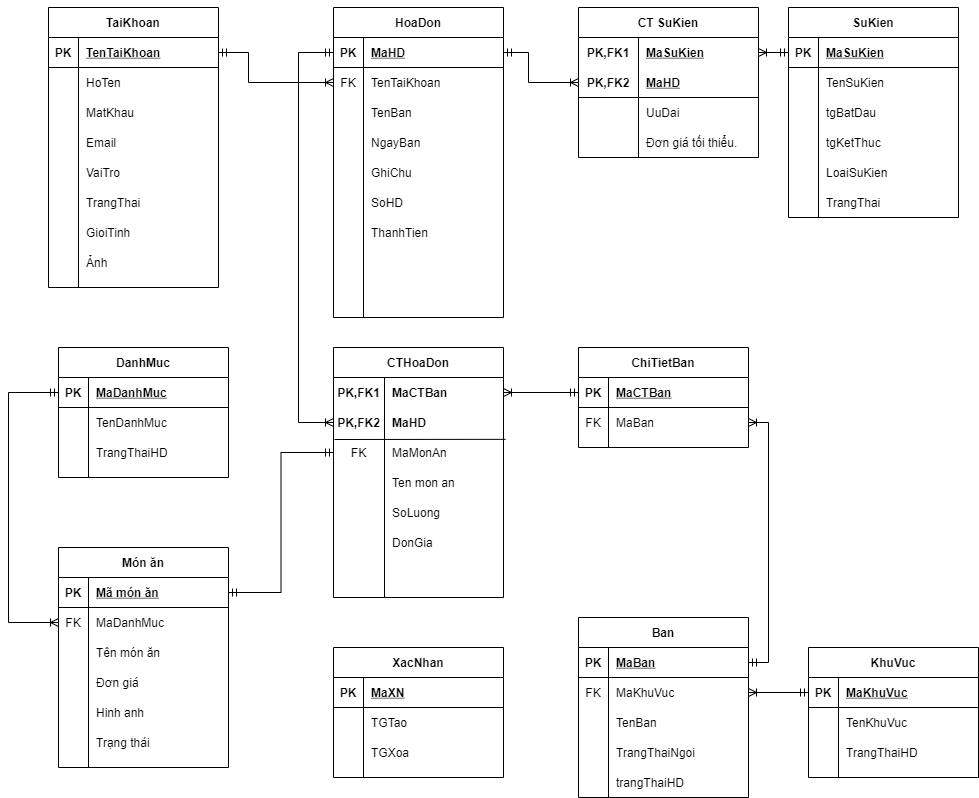 TaiKhoan
PK TenTaiKhoan
HoTen
MatKhau
Email
VaiTro
TrangThai
GioiTinh
Ảnh
HoaDon
PK MaHD
FK TenTaiKhoan
TenBan
NgayBan
GhiChu
SoHD
ThanhTien
CT SuKien
PK,FK1 MaSuKien
PK,FK2 MaHD
UuDai
Đơn giá tối thiểu.
SuKien
PK MaSuKien
TenSuKien
tgBatDau
tgKetThuc
LoaiSuKien
TrangThai
DanhMuc
PK MaDanhMuc
TenDanhMuc
TrangThaiHD
CTHoaDon
PK,FK1 MaCTBan
PK,FK2 MaHD
FK MaMonAn
Ten mon an
SoLuong
DonGia
ChiTietBan
PK MaCTBan
FK MaBan
Món ăn
PK Mã món ăn
FK MaDanhMuc
Tên món ăn
Đơn giá
Hinh anh
Trạng thái
XacNhan
PK MaXN
TGTao
TGXoa
Ban
PK MaBan
FK MaKhuVuc
TenBan
TrangThaiNgoi
trangThaiHD
KhuVuc
PK MaKhuVuc
TenKhuVuc
TrangThaiHD